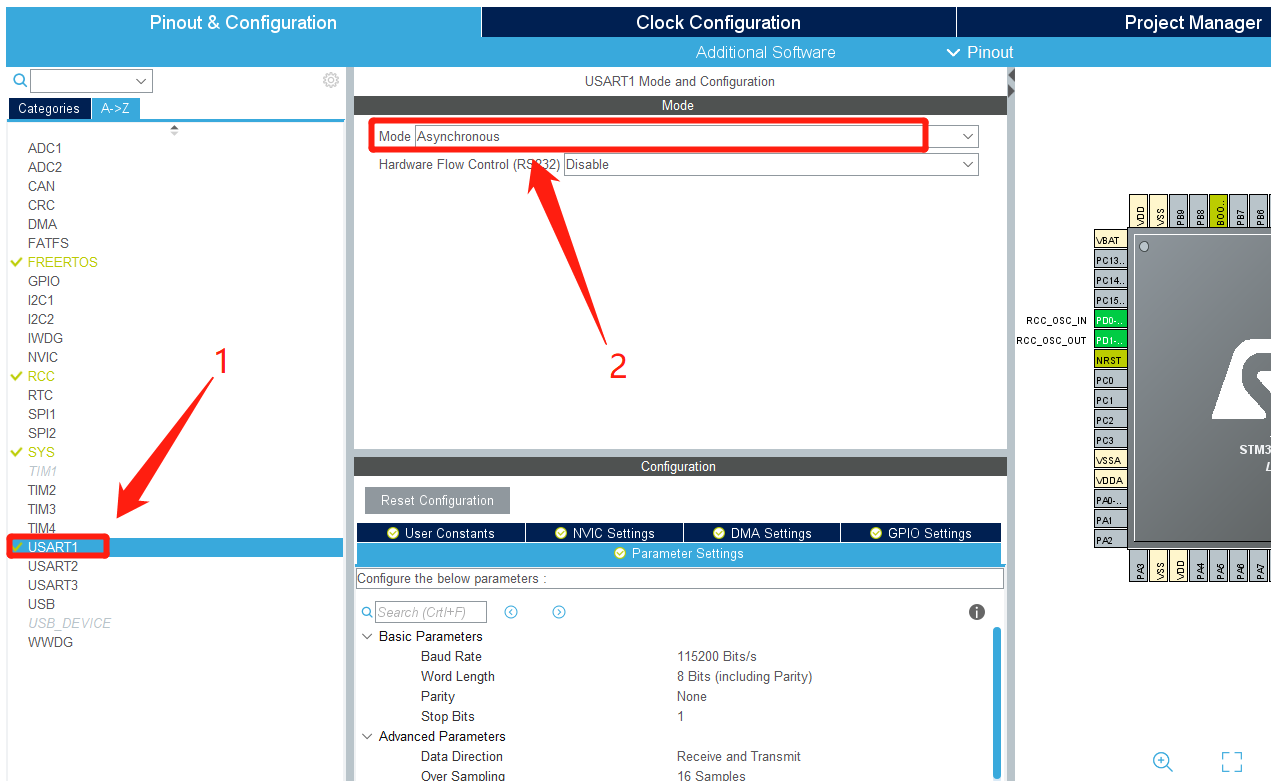 Pinout & Configuration
Clock Configuration
Project Manager
Additional Software
Pinout
Categories
A->Z
ADC1
ADC2
CAN
CRC
DMA
FATFS
FREERTOS
GPIO
I2C1
I2C2
IWDG
NVIC
RCC
RTC
SPI1
SPI2
SYS
TIM1
TIM2
TIM3
TIM4
USART1
USART2
USART3
USB
USB_DEVICE
WWDG
1
USART1 Mode and Configuration
Mode
Mode Asynchronous
Hardware Flow Control (RS232) Disable
2
Configuration
Reset Configuration
User Constants
NVIC Settings
DMA Settings
GPIO Settings
Parameter Settings
Configure the below parameters :
Search (Crtl+F)
Basic Parameters
Baud Rate 115200 Bits/s
Word Length 8 Bits (including Parity)
Parity None
Stop Bits 1
Advanced Parameters
Data Direction Receive and Transmit
Over Sampling 16 Samples
VDD
VSS
PB9
PB8
BOO..
PB7
PB6
VBAT
PC13..
PC14..
PC15..
RCC_OSC_IN PD0-..
RCC_OSC_OUT PD1-..
NRST
PC0
PC1
PC2
PC3
VSSA
VDDA
PA0-..
PA1
PA2
STM3
L
PA3
VSS
VDD
PA4
PA5
PA6
PA7